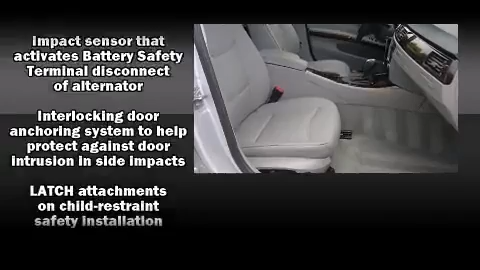 Impact sensor that
activates Battery Safety
Terminal disconnect
of alternator
Interlocking door
anchoring system to help
protect against door
intrusion in side impacts
LATCH attachments
on child-restraint
safety installation